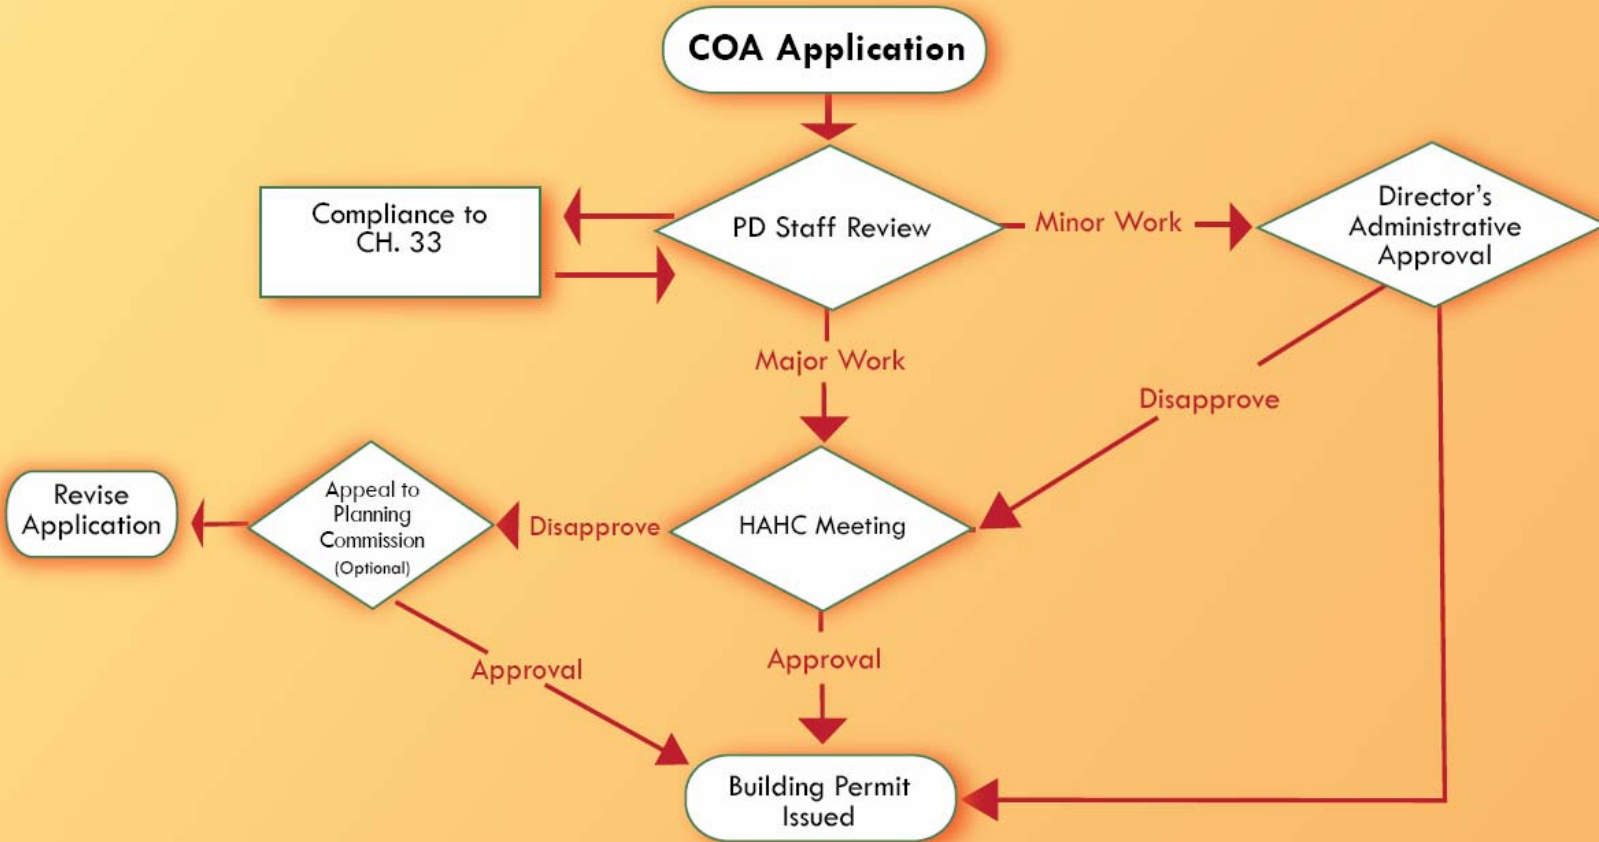 COA Application
Compliance to
CH. 33
PD Staff Review
Minor Work
Director's
Administrative
Approval
Major Work
Disapprove
Revise
Application
Appeal to
Planning
Commission
(Optional)
Disapprove
HAHC Meeting
Approval
Approval
Building Permit
Issued